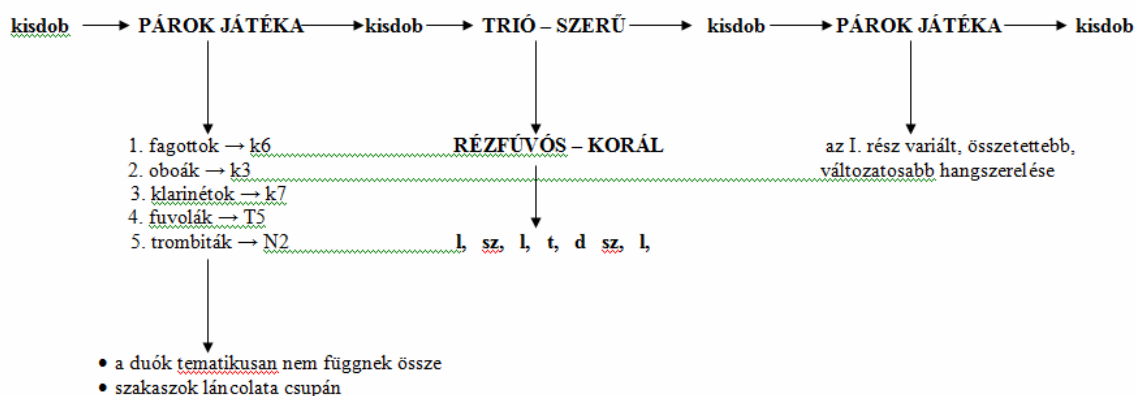 kisdob → PÁROK JÁTÉKA → kisdob → TRIÓ – SZERŰ → kisdob → PÁROK JÁTÉKA → kisdob
1. fagottok → k6 RÉZFÚVÓS – KORÁL az I. rész variált, összetettebb,
2. oboák → k3 változatosabb hangszerelése
3. klarinétok → k7
4. fuvolák → T5
5. trombiták → N2 l, sz, l, t, d sz, l,
• a duók tematikusan nem függnek össze
• szakaszok láncolata csupán